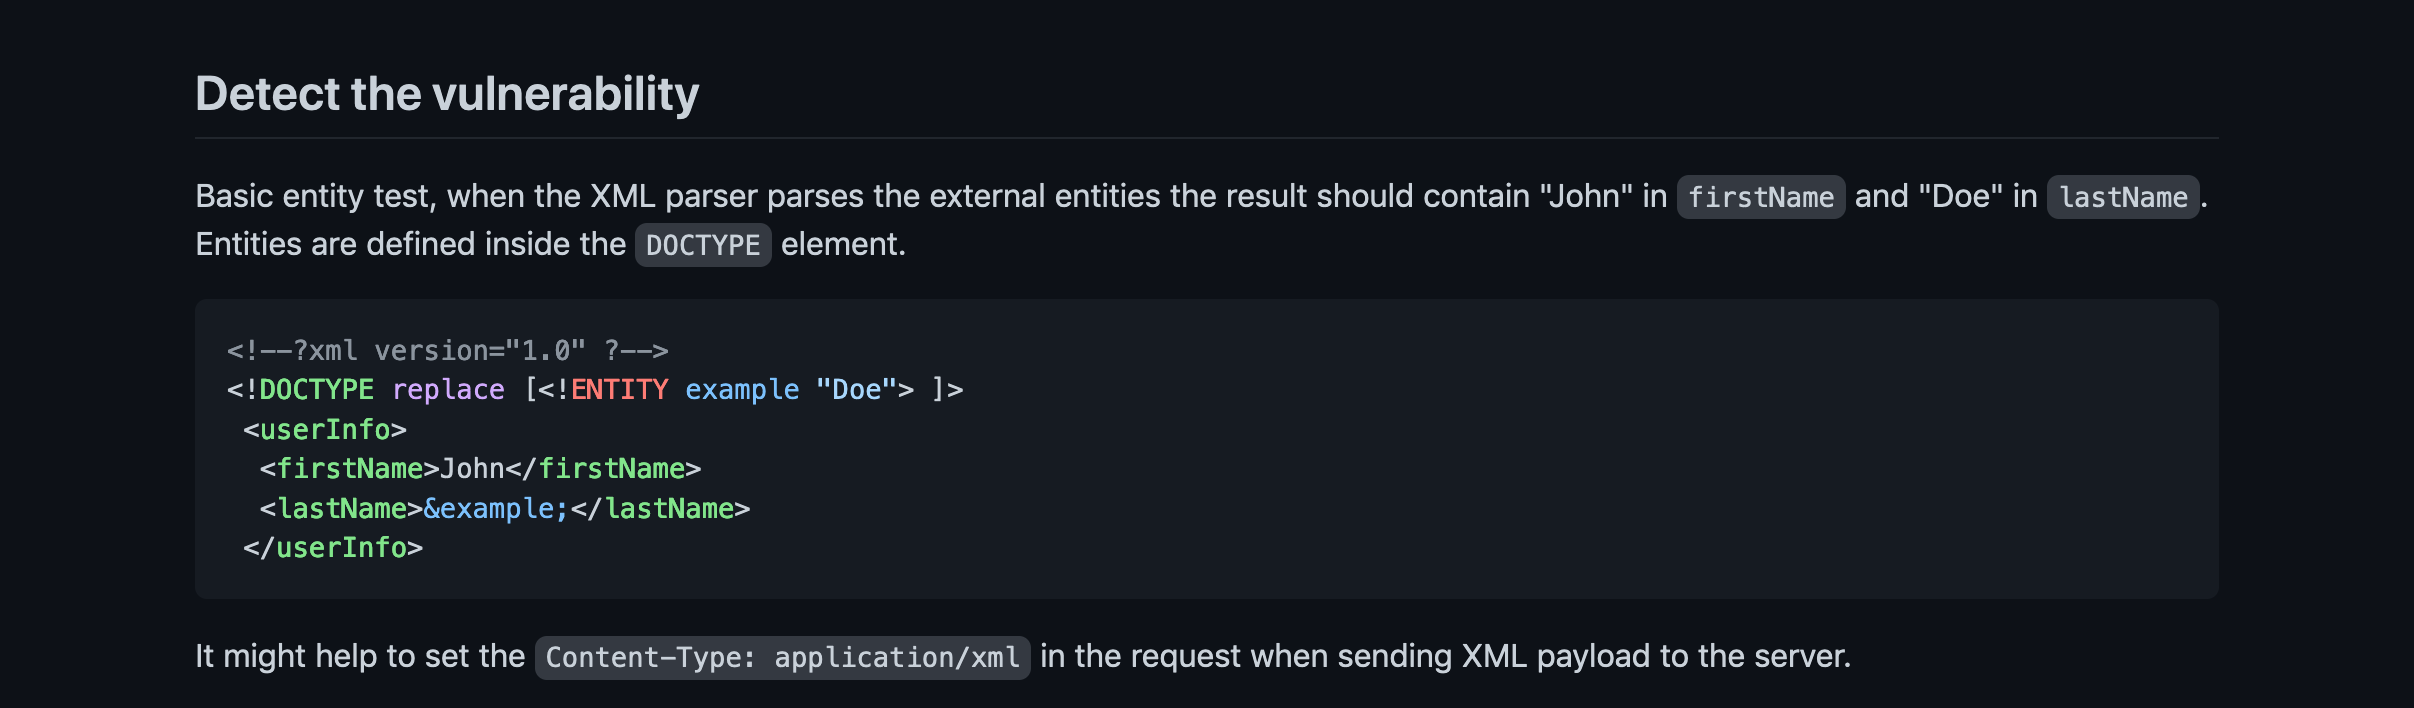 Detect the vulnerability
Basic entity test, when the XML parser parses the external entities the result should contain "John" in firstName and "Doe" in lastName.
Entities are defined inside the DOCTYPE element.
<!--?xml version="1.0" ?-->
<!DOCTYPE replace [<!ENTITY example "Doe"> ]>
 <userInfo>
  <firstName>John</firstName>
  <lastName>&example;</lastName>
 </userInfo>
It might help to set the Content-Type: application/xml in the request when sending XML payload to the server.